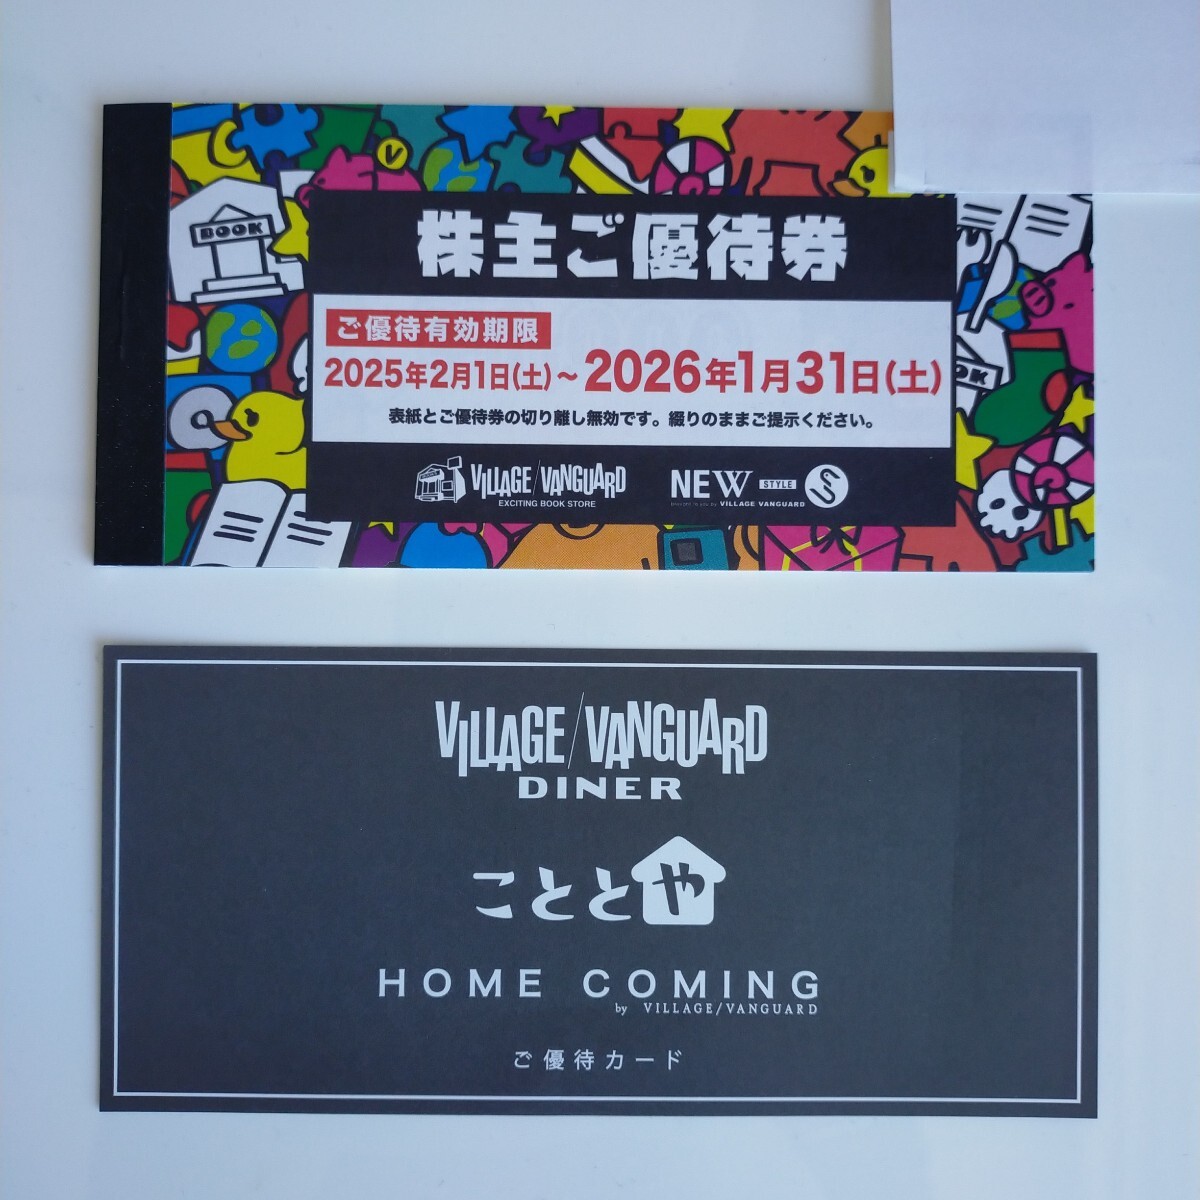 BOOK
株主ご優待券
ご優待有効期限
2025年2月1日(土)~2026年1月31日(土)
表紙とご優待券の切り離し無効です。綴りのままご提示ください。
VILLAGE/VANGUARD
EXCITING BOOK STORE
NEW STYLE
VILLAGE VANGUARD
VILLAGE/VANGUARD
DINER
こととや
HOME COMING
by VILLAGE/VANGUARD
ご優待カード